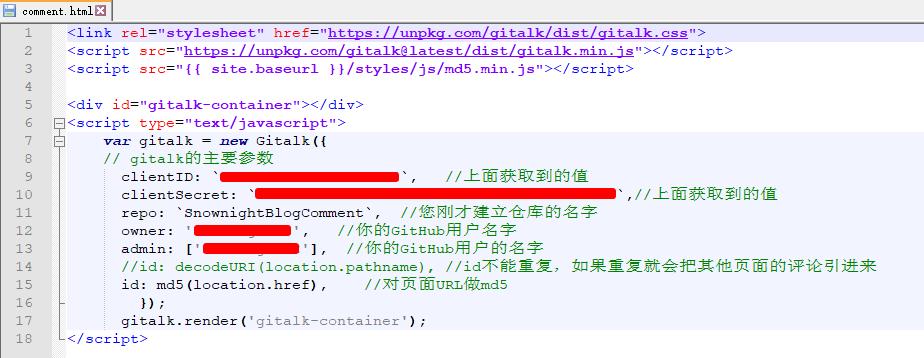 comment.html
1 <link rel="stylesheet" href="https://unpkg.com/gitalk/dist/gitalk.css">
2 <script src="https://unpkg.com/gitalk@latest/dist/gitalk.min.js"></script>
3 <script src="{{ site.baseurl }}/styles/js/md5.min.js"></script>
4
5 <div id="gitalk-container"></div>
6 <script type="text/javascript">
7 var gitalk = new Gitalk({
8 // gitalk的主要参数
9 clientID: ``, //上面获取到的值
10 clientSecret: ``,//上面获取到的值
11 repo: `SnownightBlogComment`, //您刚才建立仓库的名字
12 owner: '', //你的GitHub用户名字
13 admin: [''], //你的GitHub用户的名字
14 //id: decodeURI(location.pathname), //id不能重复，如果重复就会把其他页面的评论引进来
15 id: md5(location.href), //对页面URL做md5
16 });
17 gitalk.render('gitalk-container');
18 </script>